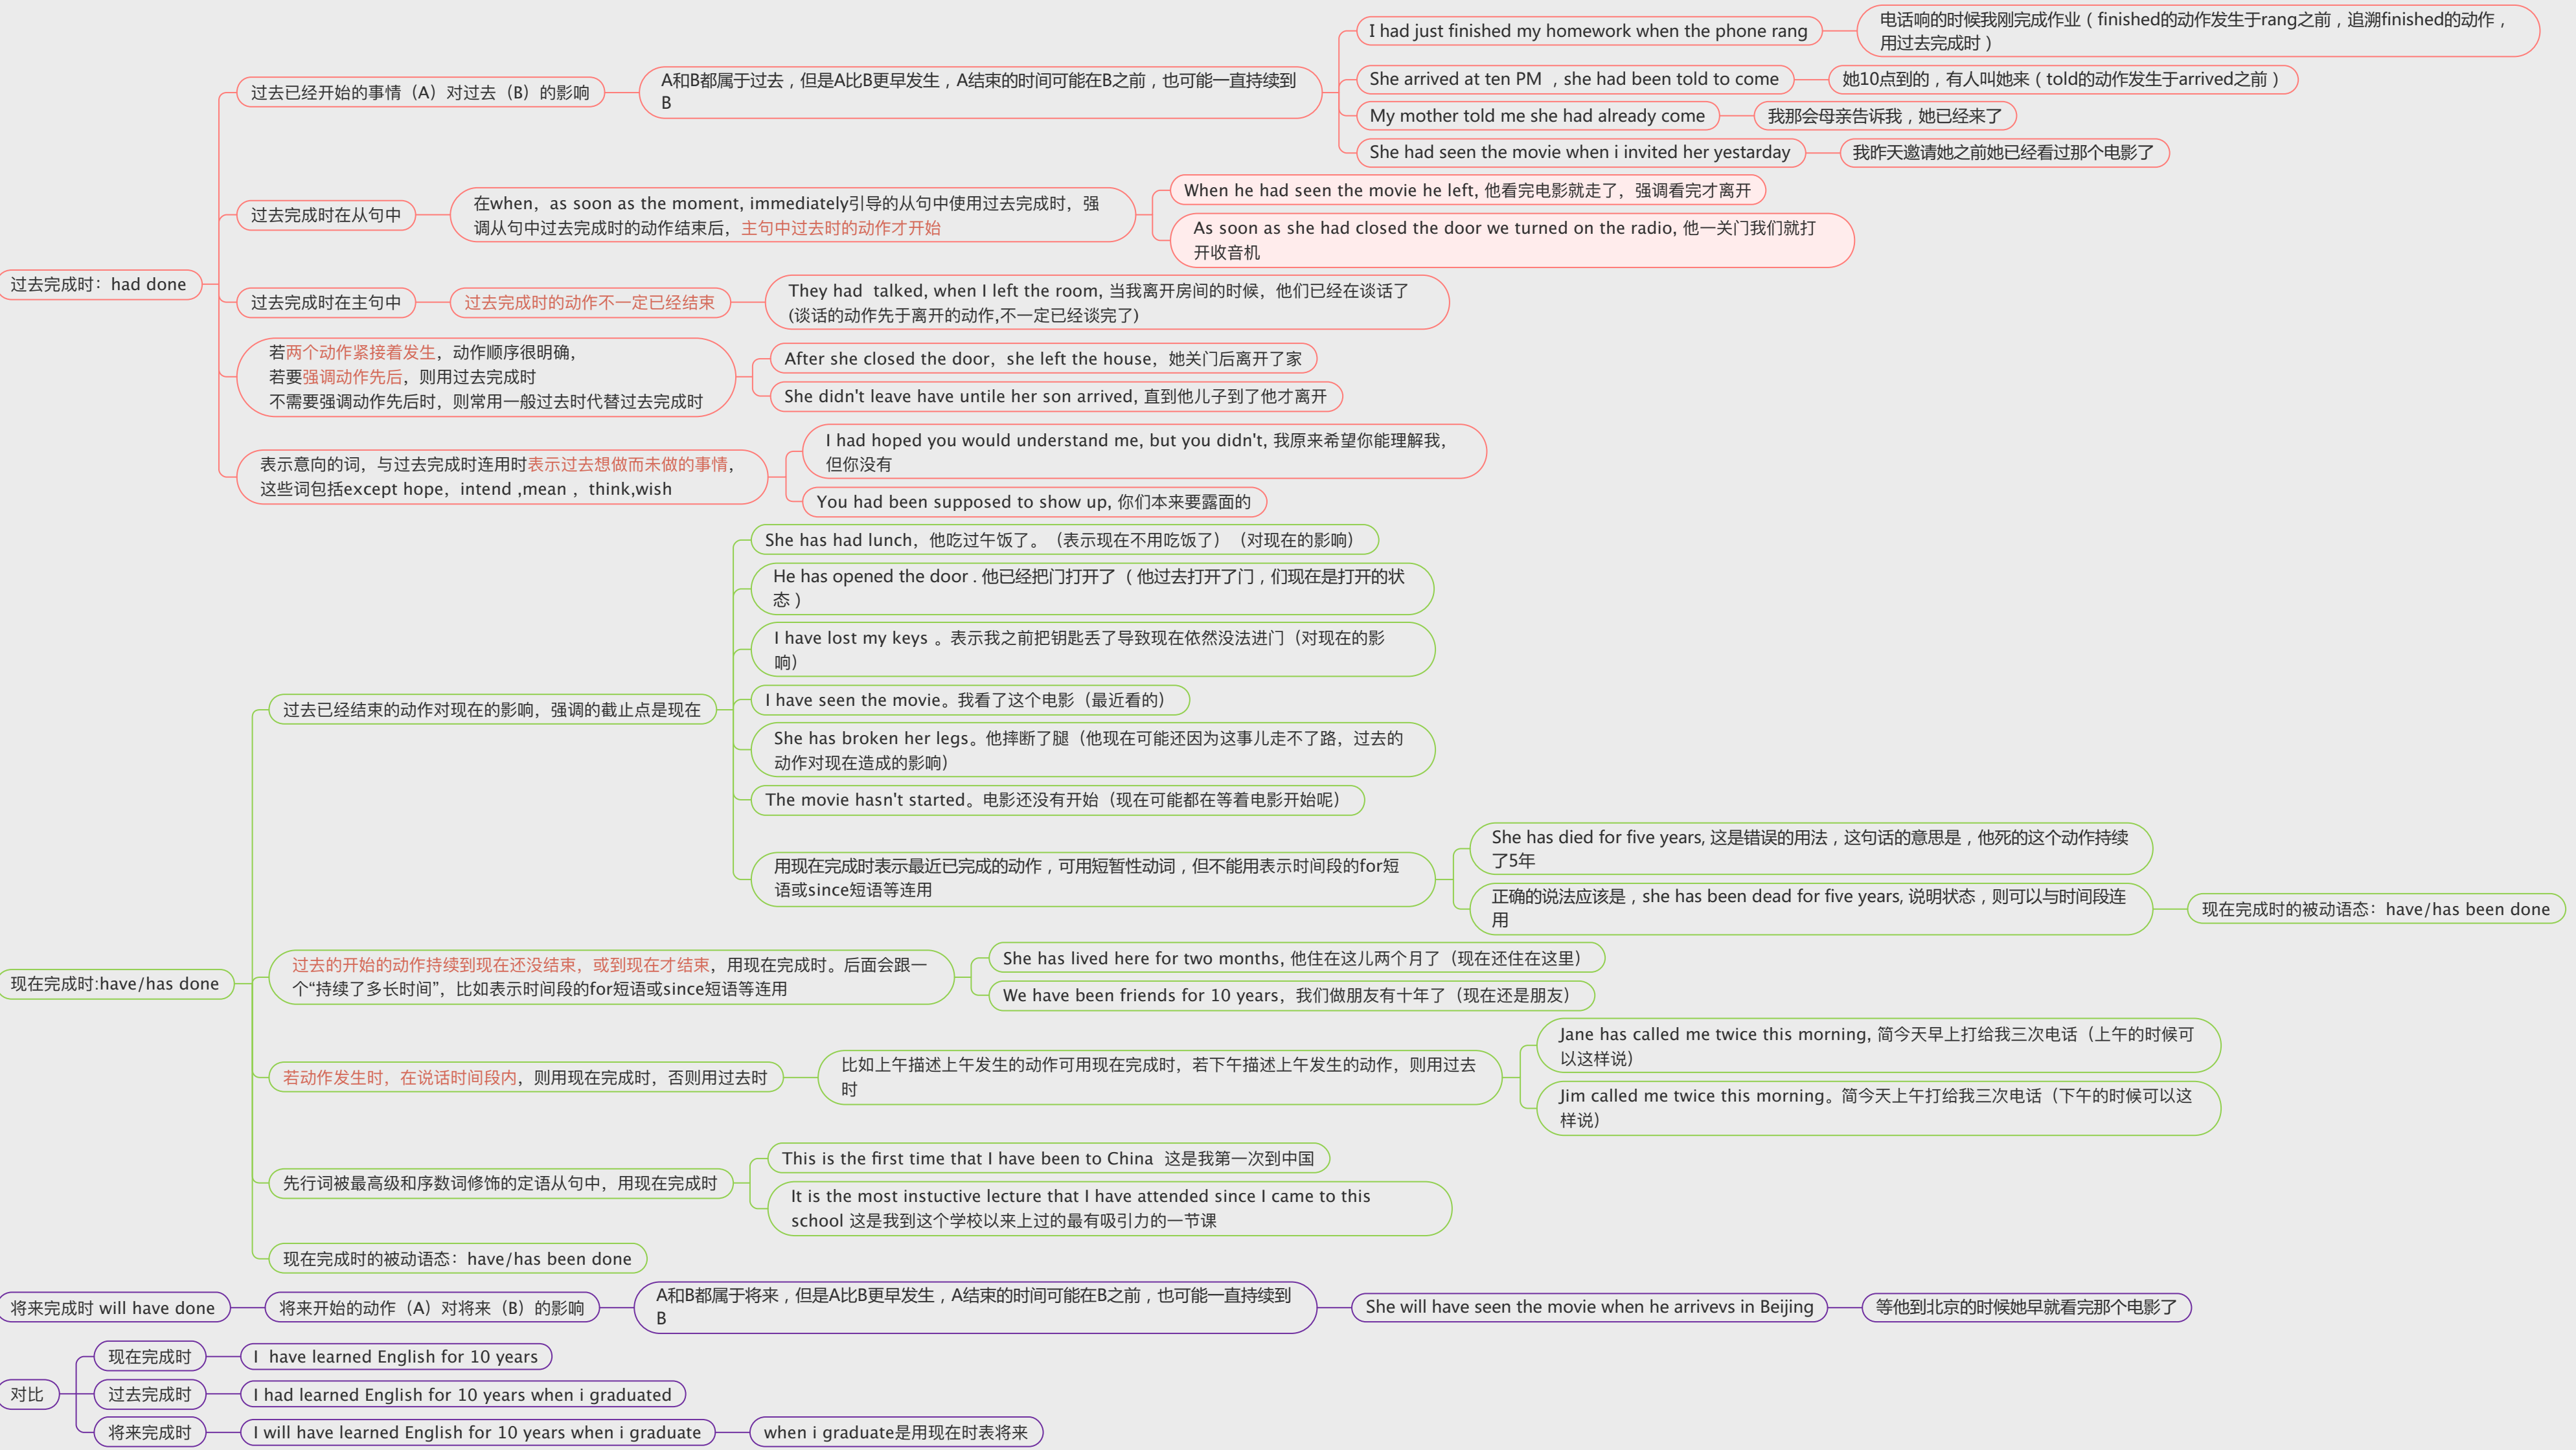 过去完成时：had done
过去已经开始的事情（A）对过去（B）的影响
A和B都属于过去，但是A比B更早发生，A结束的时间可能在B之前，也可能一直持续到
B
I had just finished my homework when the phone rang
电话响的时候我刚完成作业（finished的动作发生于rang之前，追溯finished的动作，
用过去完成时）
She arrived at ten PM ，she had been told to come
她10点到的，有人叫她来（told的动作发生于arrived之前）
My mother told me she had already come
我那会母亲告诉我，她已经来了
She had seen the movie when i invited her yestarday
我昨天邀请她之前她已经看过那个电影了
过去完成时在从句中
在when，as soon as the moment, immediately引导的从句中使用过去完成时，强
调从句中过去完成时的动作结束后，主句中过去时的动作才开始
When he had seen the movie he left, 他看完电影就走了，强调看完才离开
As soon as she had closed the door we turned on the radio, 他一关门我们就打
开收音机
过去完成时在主句中
过去完成时的动作不一定已经结束
They had  talked, when I left the room, 当我离开房间的时候，他们已经在谈话了
(谈话的动作先于离开的动作,不一定已经谈完了)
若两个动作紧接着发生，动作顺序很明确，
若要强调动作先后，则用过去完成时
不需要强调动作先后时，则常用一般过去时代替过去完成时
After she closed the door，she left the house，她关门后离开了家
She didn't leave have untile her son arrived, 直到他儿子到了他才离开
表示意向的词，与过去完成时连用时表示过去想做而未做的事情，
这些词包括except hope，intend ,mean ，think,wish
I had hoped you would understand me, but you didn't, 我原来希望你能理解我，
但你没有
You had been supposed to show up, 你们本来要露面的
现在完成时:have/has done
过去已经结束的动作对现在的影响，强调的截止点是现在
She has had lunch，他吃过午饭了。（表示现在不用吃饭了）（对现在的影响）
He has opened the door . 他已经把门打开了 （他过去打开了门，们现在是打开的状
态）
I have lost my keys 。表示我之前把钥匙丢了导致现在依然没法进门（对现在的影
响）
I have seen the movie。我看了这个电影（最近看的）
She has broken her legs。他摔断了腿（他现在可能还因为这事儿走不了路，过去的
动作对现在造成的影响）
The movie hasn't started。电影还没有开始（现在可能都在等着电影开始呢）
用现在完成时表示最近已完成的动作，可用短暂性动词，但不能用表示时间段的for短
语或since短语等连用
She has died for five years, 这是错误的用法，这句话的意思是，他死的这个动作持续
了5年
正确的说法应该是，she has been dead for five years, 说明状态，则可以与时间段连
用
现在完成时的被动语态：have/has been done
过去的开始的动作持续到现在还没结束，或到现在才结束，用现在完成时。后面会跟一
个“持续了多长时间”，比如表示时间段的for短语或since短语等连用
She has lived here for two months, 他住在这儿两个月了（现在还住在这里）
We have been friends for 10 years，我们做朋友有十年了（现在还是朋友）
若动作发生时，在说话时间段内，则用现在完成时，否则用过去时
比如上午描述上午发生的动作可用现在完成时，若下午描述上午发生的动作，则用过去
时
Jane has called me twice this morning, 简今天早上打给我三次电话（上午的时候可
以这样说）
Jim called me twice this morning。简今天上午打给我三次电话（下午的时候可以这
样说）
先行词被最高级和序数词修饰的定语从句中，用现在完成时
This is the first time that I have been to China  这是我第一次到中国
It is the most instuctive lecture that I have attended since I came to this
school 这是我到这个学校以来上过的最有吸引力的一节课
现在完成时的被动语态：have/has been done
将来完成时 will have done
将来开始的动作（A）对将来（B）的影响
A和B都属于将来，但是A比B更早发生，A结束的时间可能在B之前，也可能一直持续到
B
She will have seen the movie when he arrivevs in Beijing
等他到北京的时候她早就看完那个电影了
对比
现在完成时
I  have learned English for 10 years
过去完成时
I had learned English for 10 years when i graduated
将来完成时
I will have learned English for 10 years when i graduate
when i graduate是用现在时表将来